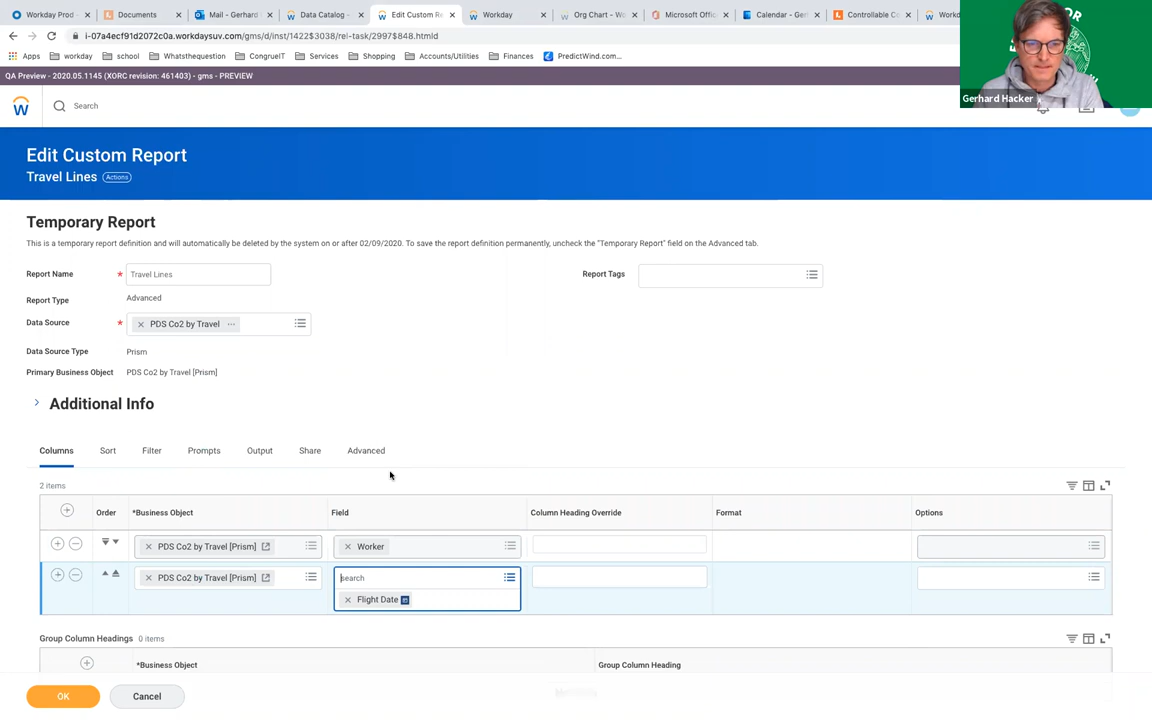 Workday Prod -
Documents
Mail - Gerhard
Data Catalog -
Edit Custom Re
Workday
Org Chart - Wo
Microsoft Offic
Calendar - Ger
Controllable Co
Workd
i-07a4ecf91d2072c0a.workdaysuv.com/gms/d/inst/1422$3038/rel-task/2997$848.htmld
Apps workday school Whatsthequestion CongrueIT Services Shopping Accounts/Utilities Finances PredictWind.com...
QA Preview - 2020.05.1145 (XORC revision: 461403) - gms - PREVIEW
Gerhard Hacker
Search
Edit Custom Report
Travel Lines Actions
Temporary Report
This is a temporary report definition and will automatically be deleted by the system on or after 02/09/2020. To save the report definition permanently, uncheck the "Temporary Report" field on the Advanced tab.
Report Name * Travel Lines
Report Tags
Report Type Advanced
Data Source * PDS Co2 by Travel ...
Data Source Type Prism
Primary Business Object PDS Co2 by Travel [Prism]
Additional Info
Columns Sort Filter Prompts Output Share Advanced
2 items
Order *Business Object Field Column Heading Override Format Options
PDS Co2 by Travel [Prism] Worker
PDS Co2 by Travel [Prism] search
Flight Date
Group Column Headings 0 items
*Business Object Group Column Heading
OK Cancel